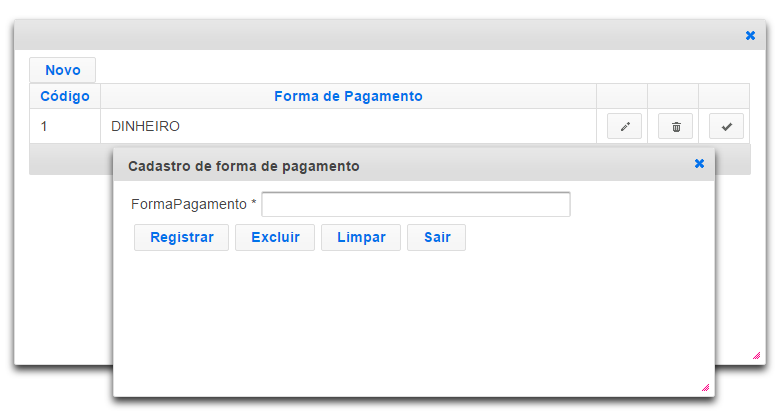 Novo
Código Forma de Pagamento
1 DINHEIRO
Cadastro de forma de pagamento
FormaPagamento *
Registrar Excluir Limpar Sair